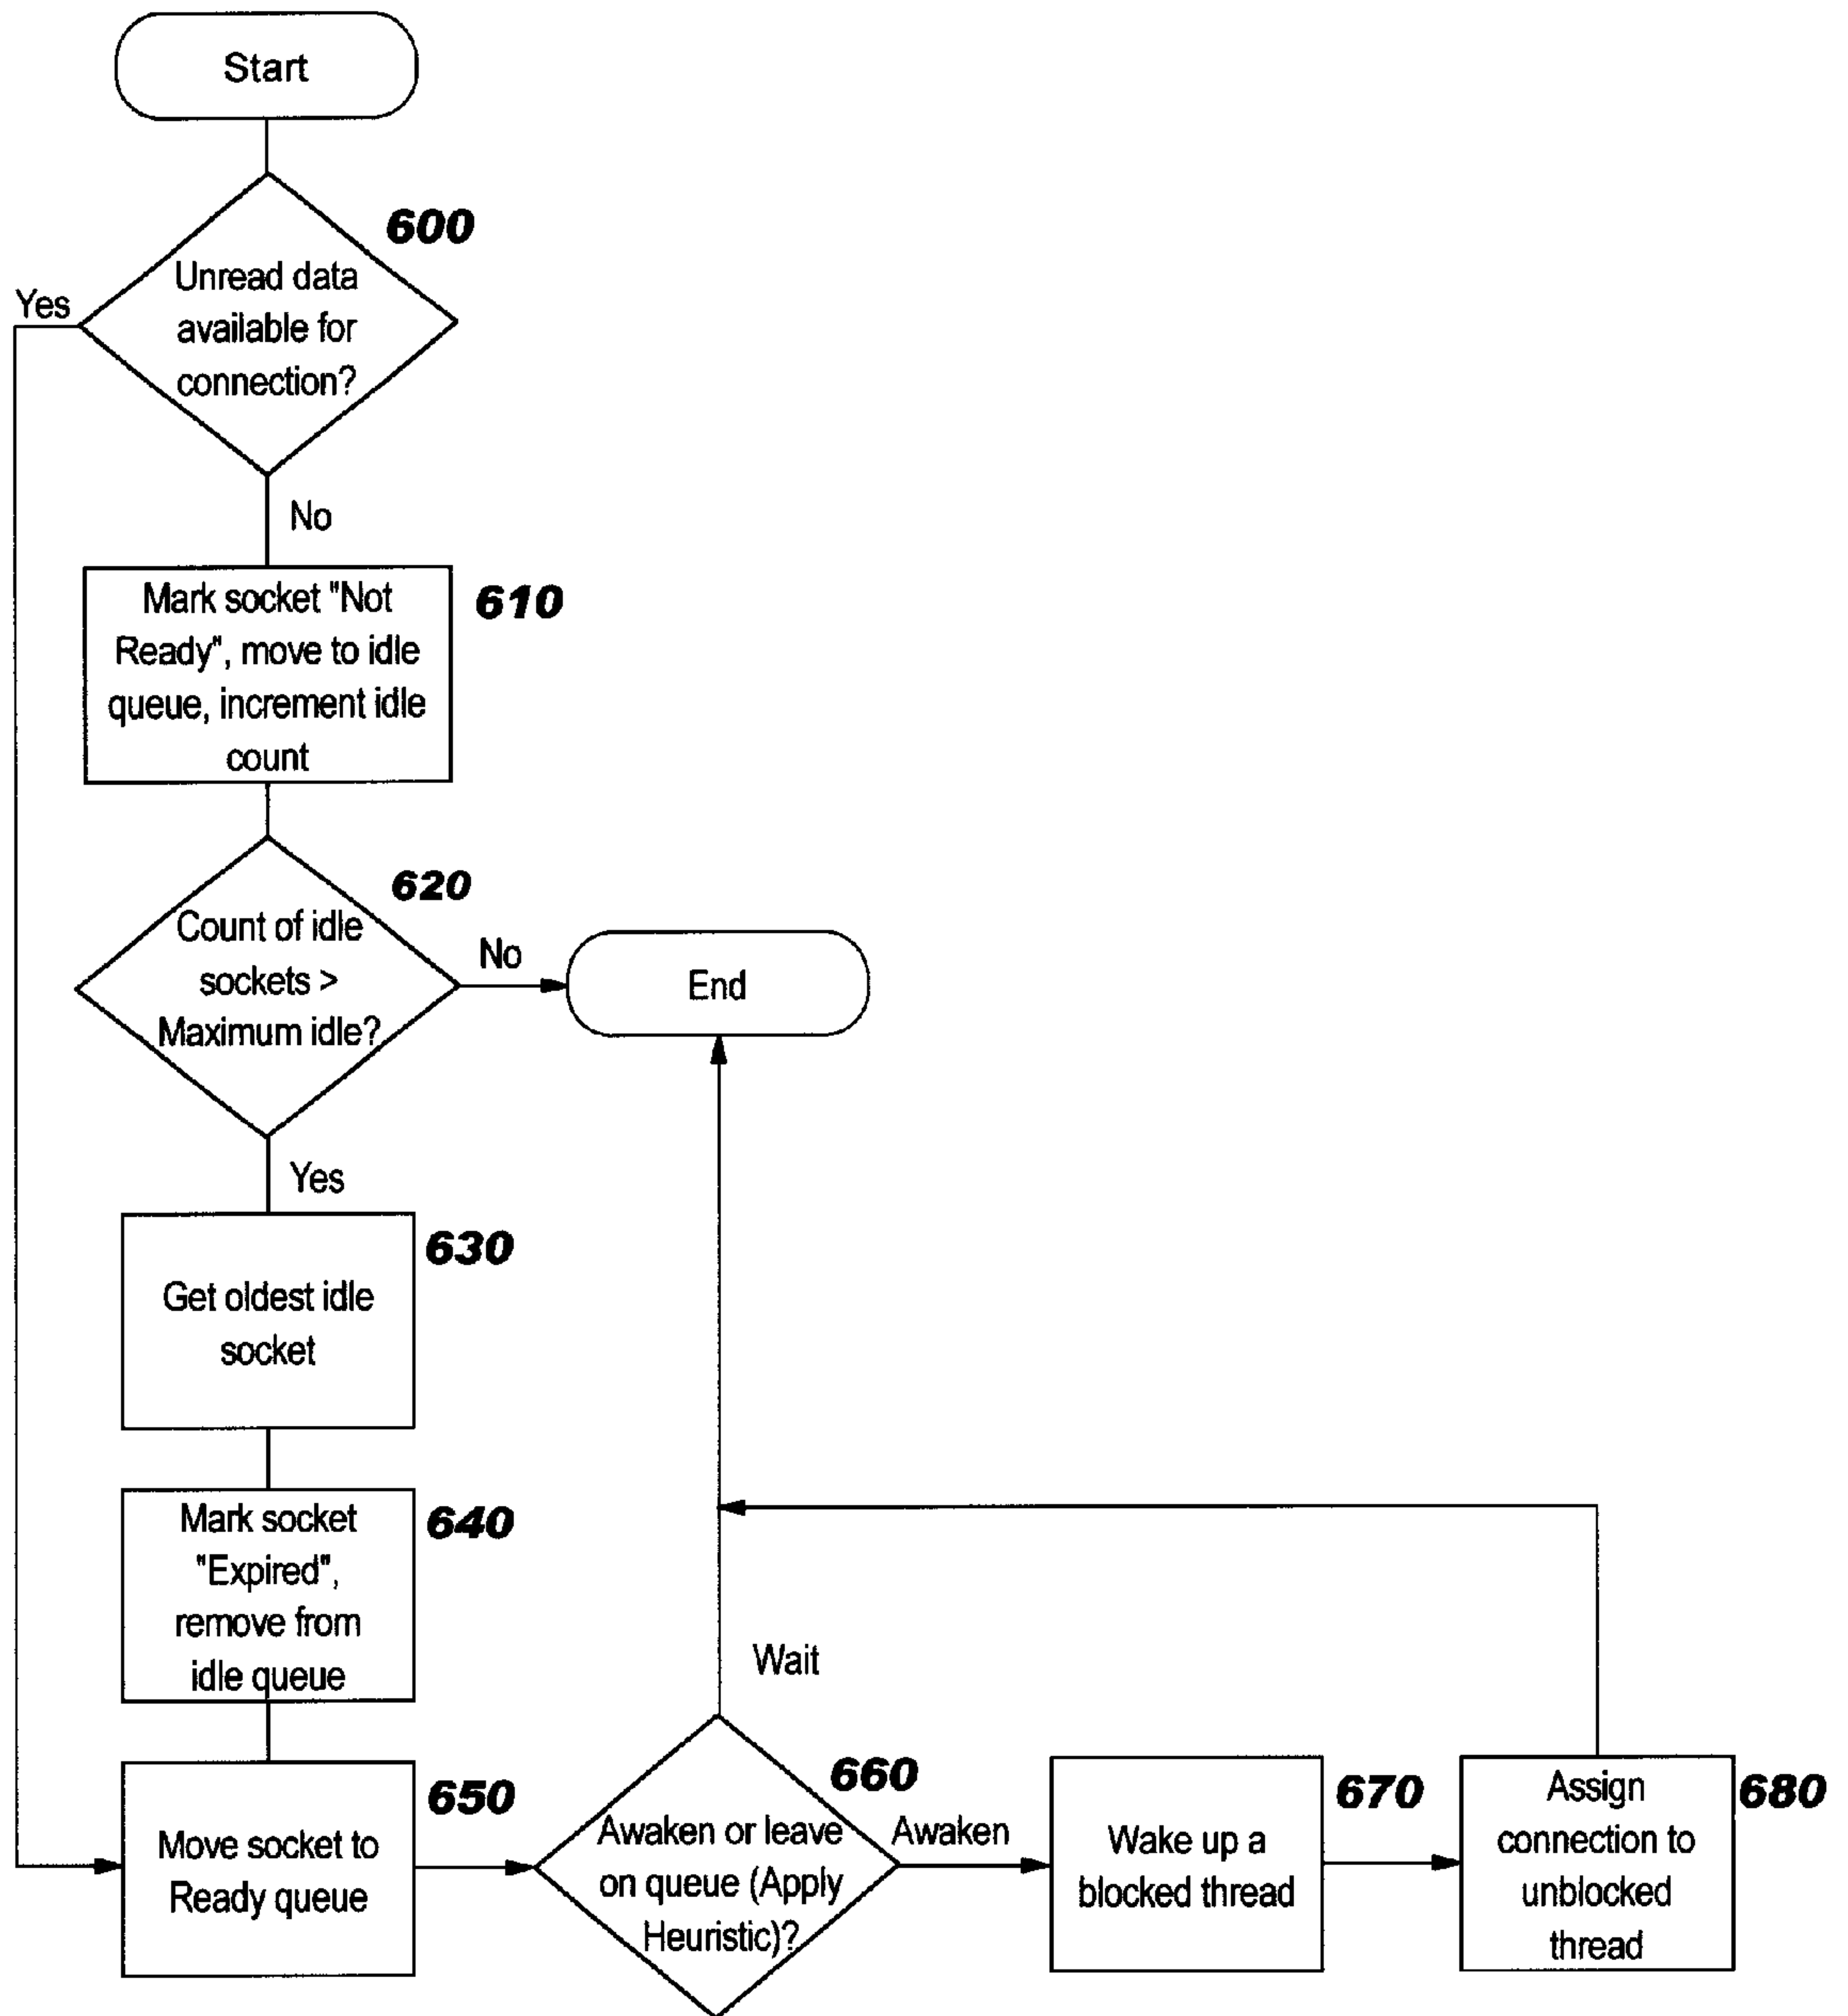 Start
600
Unread data
available for
connection?
Yes
No
Mark socket "Not
Ready", move to idle
queue, increment idle
count
610
620
Count of idle
sockets >
Maximum idle?
No
End
Yes
630
Get oldest idle
socket
Mark socket
"Expired",
remove from
idle queue
640
Wait
Move socket to
Ready queue
650
660
Awaken or leave
on queue (Apply
Heuristic)?
Awaken
Wake up a
blocked thread
670
Assign
connection to
unblocked
thread
680